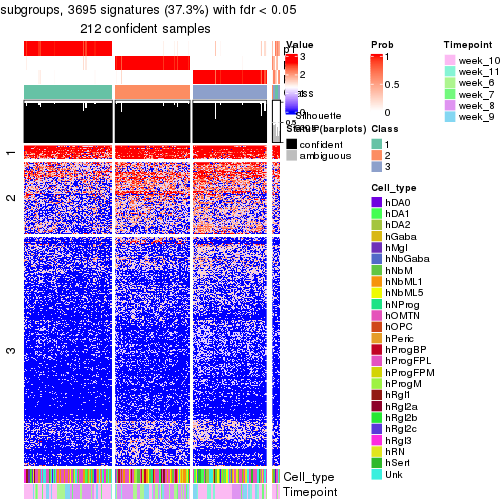 subgroups, 3695 signatures (37.3%) with fdr < 0.05
212 confident samples
Value
3
2
1
0
Silhouette
Status (barplots)
confident
ambiguous
Prob
1
0.5
0
Class
1
2
3
Timepoint
week_10
week_11
week_6
week_7
week_8
week_9
Cell_type
hDA0
hDA1
hDA2
hGaba
hMgl
hNbGaba
hNbM
hNbML1
hNbML5
hNProg
hOMTN
hOPC
hPeric
hProgBP
hProgFPL
hProgFPM
hProgM
hRgl1
hRgl2a
hRgl2b
hRgl2c
hRgl3
hRN
hSert
Unk
1
2
3
Cell_type
Timepoint